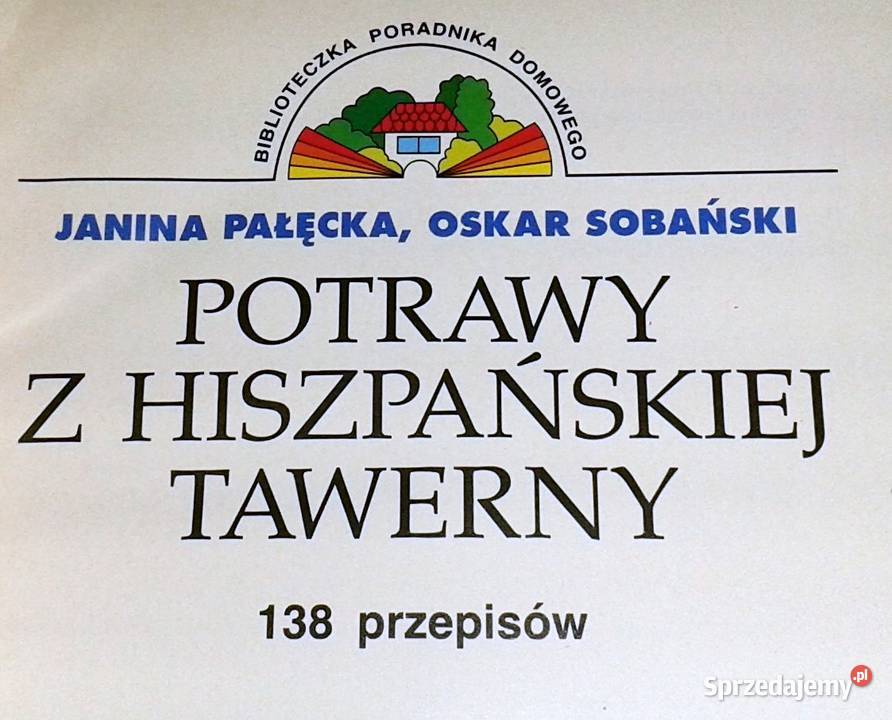 BIBLIOTECZKA PORADNIKA DOMOWEGO
JANINA PAŁĘCKA, OSKAR SOBAŃSKI
POTRAWY
Z HISZPAŃSKIEJ
TAWERNY
138 przepisów
Sprzedajemy.pl